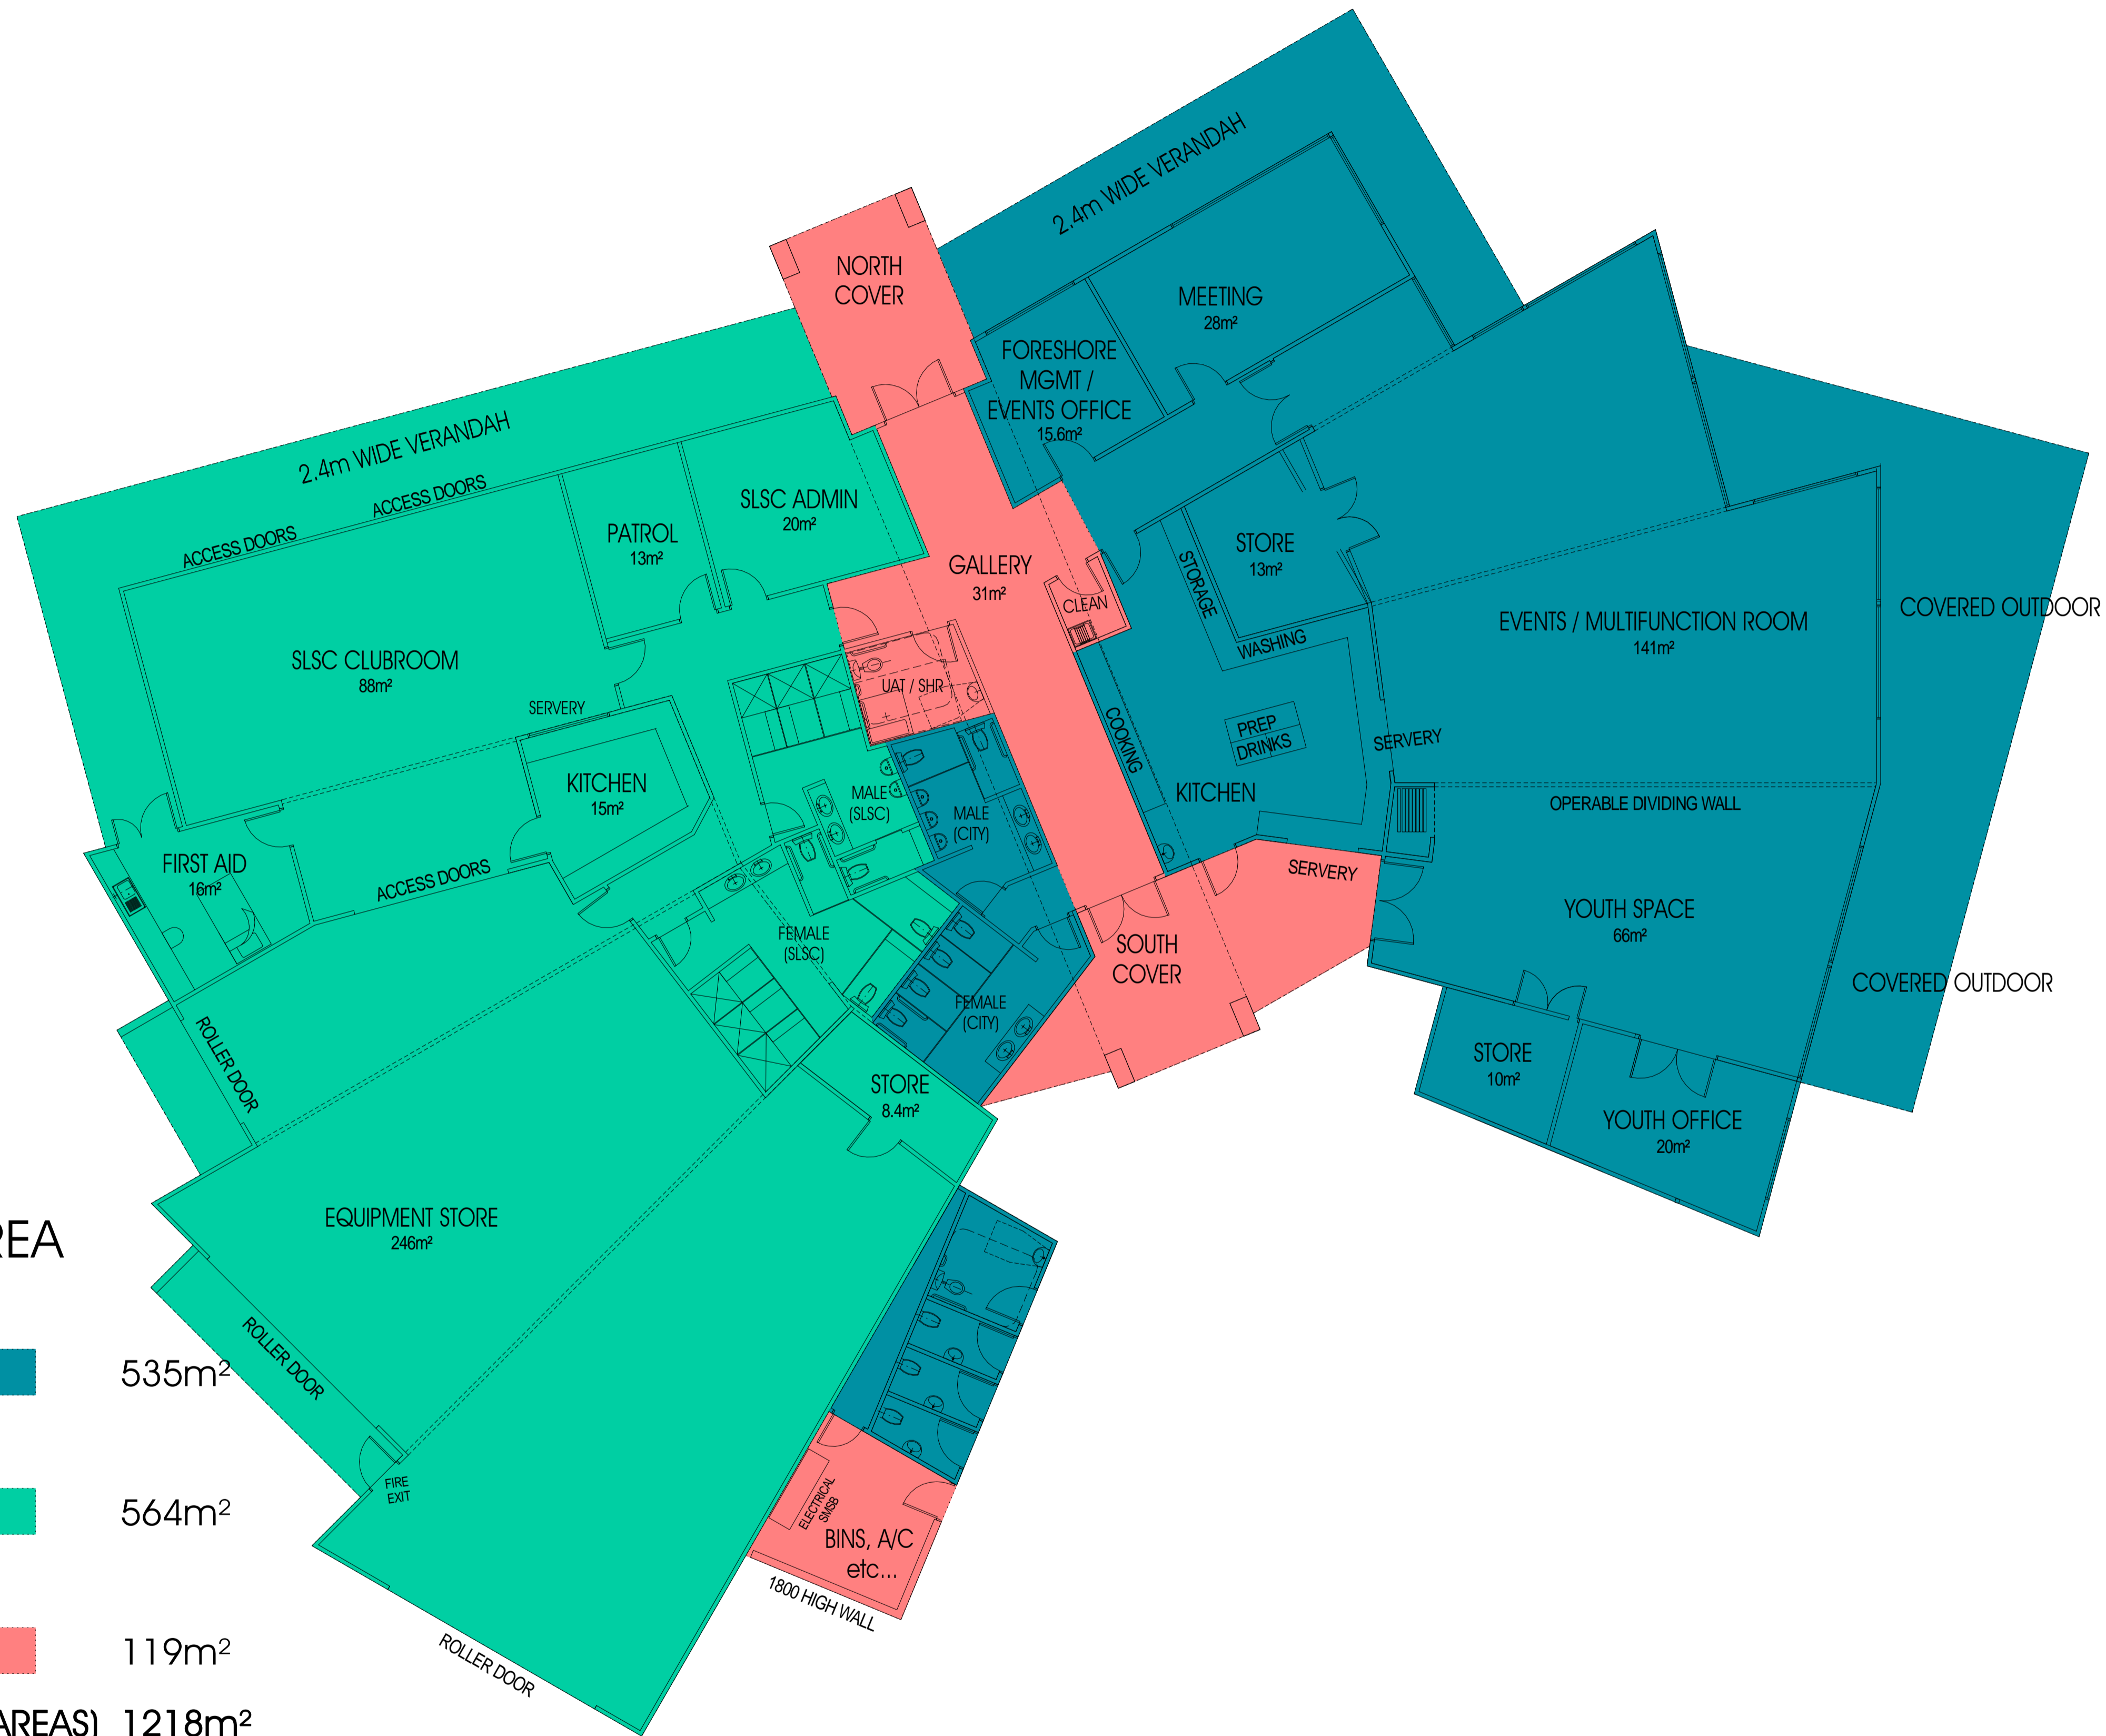 2.4m WIDE VERANDAH
NORTH
COVER
MEETING
28m²
FORESHORE
MGMT /
EVENTS OFFICE
15.6m²
2.4m WIDE VERANDAH
ACCESS DOORS
ACCESS DOORS
SLSC ADMIN
20m²
PATROL
13m²
GALLERY
31m²
STORE
13m²
STORAGE
CLEAN
WASHING
EVENTS / MULTIFUNCTION ROOM
141m²
COVERED OUTDOOR
SLSC CLUBROOM
88m²
SERVERY
UAT / SHR
COOKING
PREP
DRINKS
SERVERY
KITCHEN
15m²
MALE
(SLSC)
MALE
(CITY)
KITCHEN
OPERABLE DIVIDING WALL
FIRST AID
16m²
ACCESS DOORS
SERVERY
YOUTH SPACE
66m²
FEMALE
(SLSC)
SOUTH
COVER
COVERED OUTDOOR
FEMALE
(CITY)
ROLLER DOOR
STORE
8.4m²
STORE
10m²
YOUTH OFFICE
20m²
EQUIPMENT STORE
246m²
REA
ROLLER DOOR
535m²
FIRE
EXIT
564m²
ELECTRICAL
SMSB
BINS, A/C
etc...
1800 HIGH WALL
ROLLER DOOR
119m²
AREAS) 1218m²